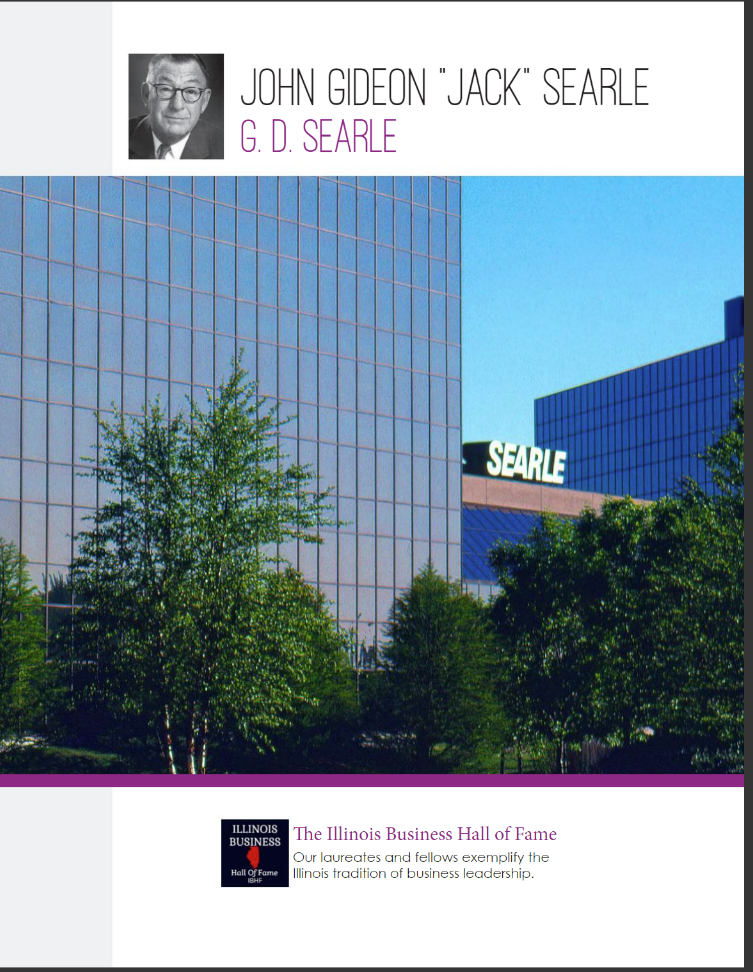 JOHN GIDEON "JACK" SEARLE
G. D. SEARLE
SEARLE
ILLINOIS
BUSINESS
Hall Of Fame
IBHF
The Illinois Business Hall of Fame
Our laureates and fellows exemplify the
Illinois tradition of business leadership.